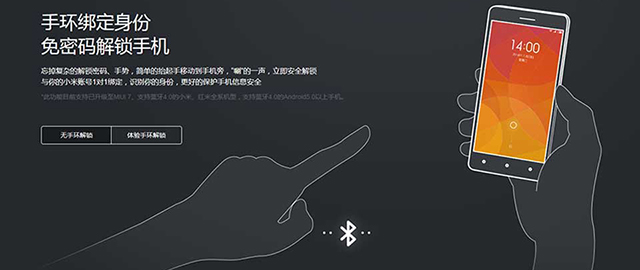 手环绑定身份
免密码解锁手机
忘掉复杂的解锁密码、手势，简单的抬起手移动到手机旁，"唰"的一声，立即安全解锁
与你的小米账号1对1绑定，识别你的身份，更好的保护手机信息安全
*此功能目前支持已升级至MIUI 7，支持蓝牙4.0的小米、红米全系机型，支持蓝牙4.0的Android5.0以上手机。
无手环解锁
体验手环解锁
14:00